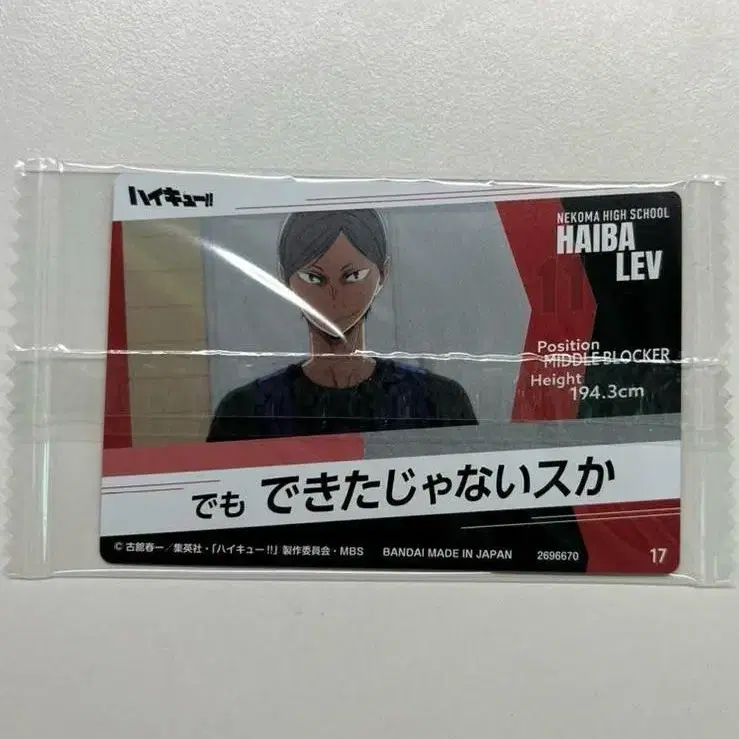 ハイキュー!!
NEKOMA HIGH SCHOOL
HAIBA
LEV
11
Position
MIDDLE BLOCKER
Height
194.3cm
でも できたじゃないスか
© 古舘春一／集英社・「ハイキュー!!」製作委員会・MBS BANDAI MADE IN JAPAN 2696670 17